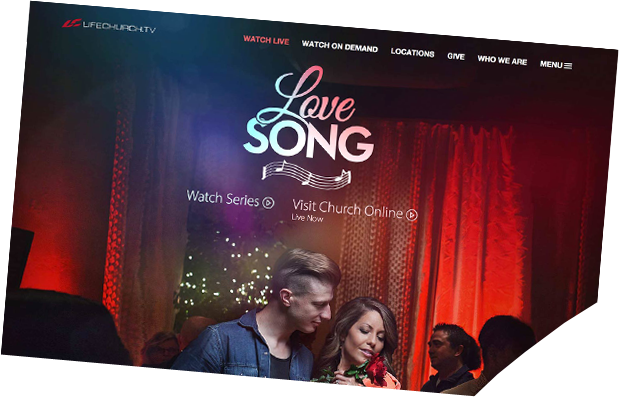 LIFECHURCH.TV
WATCH LIVE WATCH ON DEMAND LOCATIONS GIVE WHO WE ARE MENU
Love
SONG
Watch Series Visit Church Online
Live Now